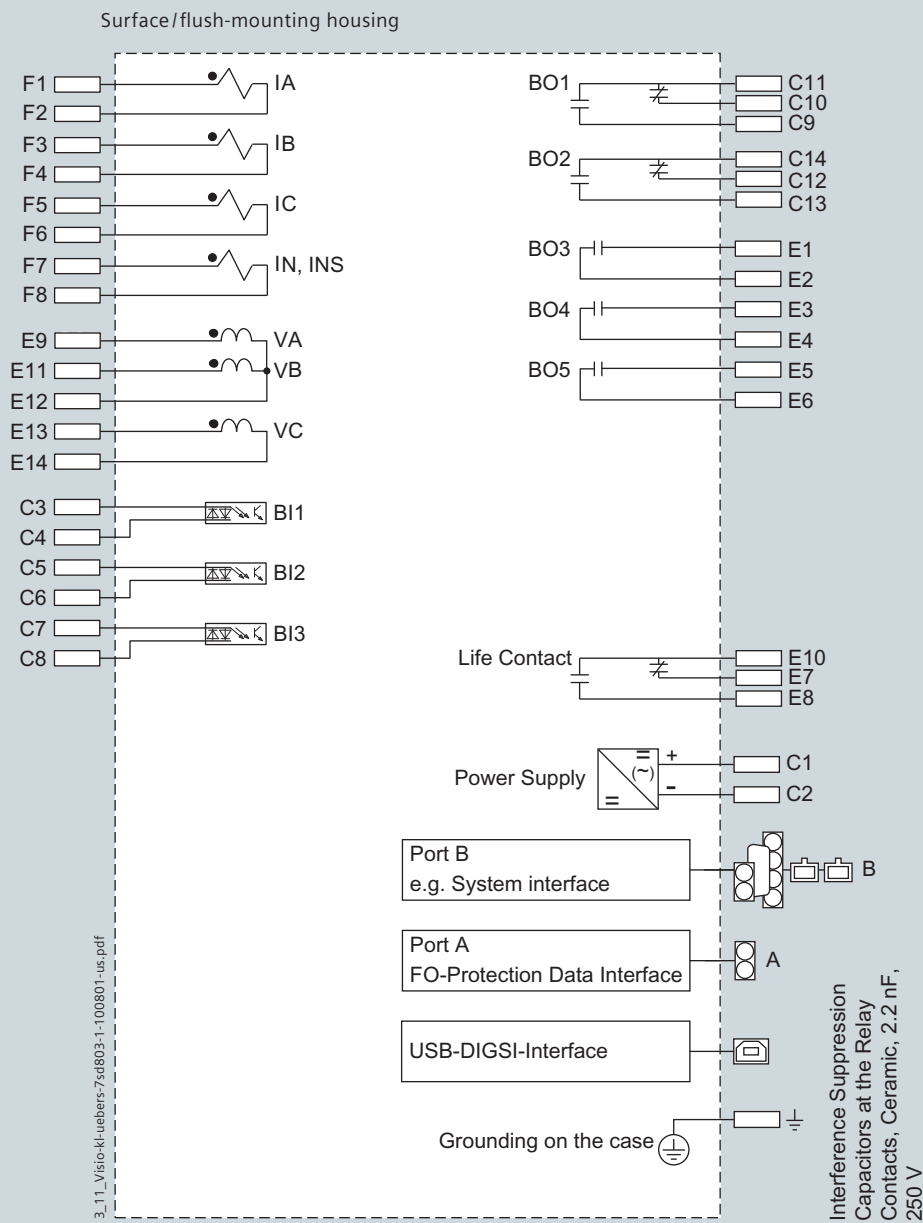 Surface/flush-mounting housing
F1
IA
F2
F3
IB
F4
F5
IC
F6
F7
IN, INS
F8
E9
VA
E11
VB
E12
E13
VC
E14
C3
BI1
C4
C5
BI2
C6
C7
BI3
C8
BO1
C11
C10
C9
BO2
C14
C12
C13
BO3
E1
E2
BO4
E3
E4
BO5
E5
E6
Life Contact
E10
E7
E8
Power Supply
=
(~)
=
+
-
C1
C2
Port B
e.g. System interface
B
Port A
FO-Protection Data Interface
A
USB-DIGSI-Interface
Grounding on the case
3_11_Visio-kl-uebers-7sd803-1-100801-us.pdf
Interference Suppression
Capacitors at the Relay
Contacts, Ceramic, 2.2 nF,
250 V